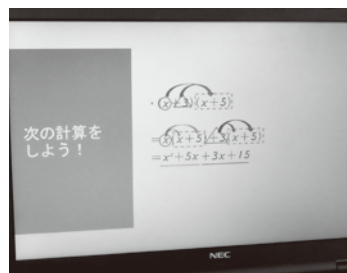 次の計算を
しよう！
・(x+3)(x+5)
=x(x+5)+3(x+5)
=x²+5x+3x+15
NEC